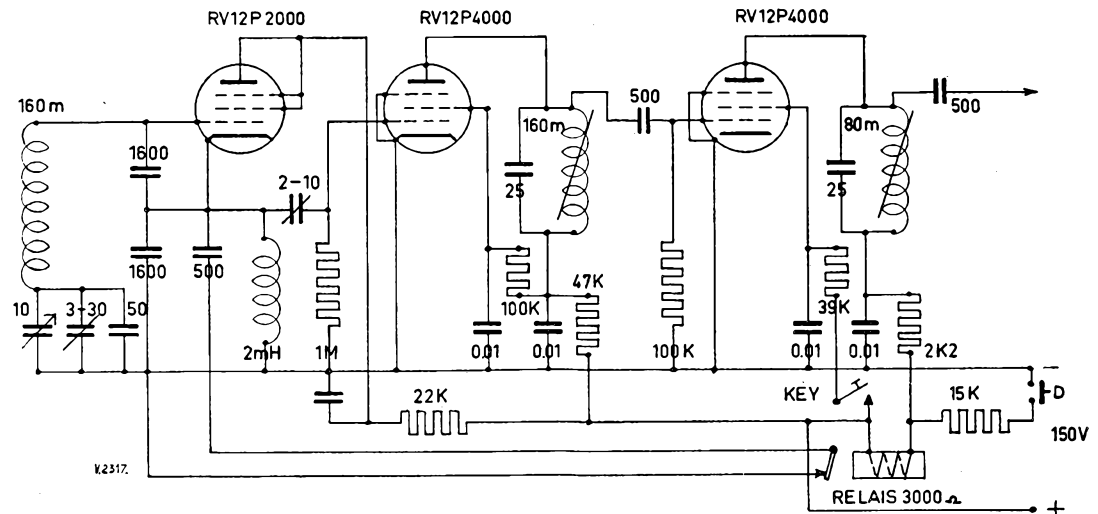 RV12P2000
RV12P4000
RV12P4000
160m
500
500
160m
80m
1600
2-10
25
25
1600
500
10
3-30
50
100K
47K
39K
2mH
1M
0.01
0.01
100K
0.01
0.01
2K2
22K
KEY
15K
D
150V
V.2317.
RELAIS 3000Ω
−
+